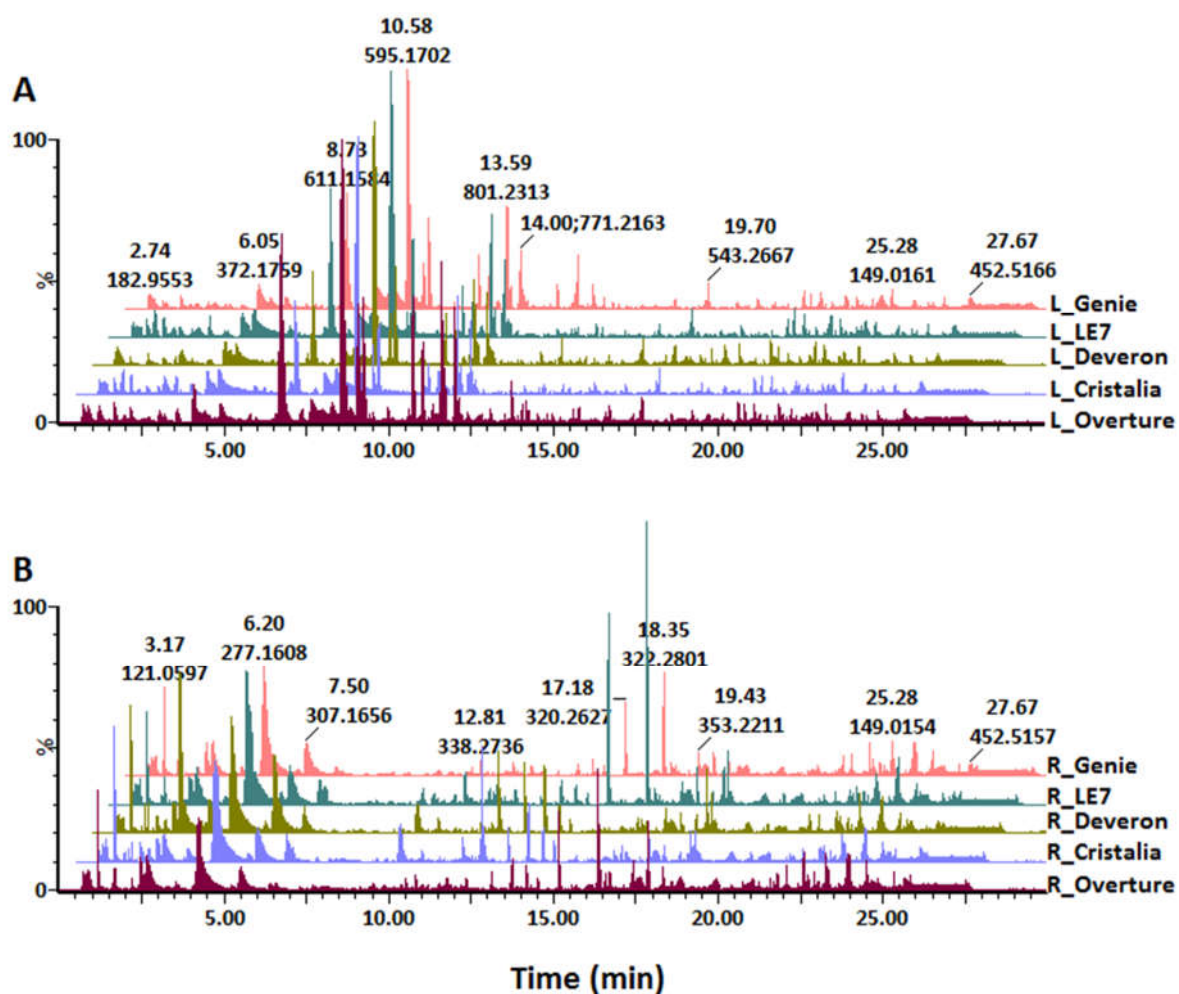 A
10.58
595.1702
100
8.73
611.1584
13.59
801.2313
14.00;771.2163
2.74
182.9553
6.05
372.1759
19.70
543.2667
25.28
149.0161
27.67
452.5166
%
L_Genie
L_LE7
L_Deveron
L_Cristalia
L_Overture
0
5.00 10.00 15.00 20.00 25.00
B
100
3.17
121.0597
6.20
277.1608
7.50
307.1656
12.81
338.2736
17.18
320.2627
18.35
322.2801
19.43
353.2211
25.28
149.0154
27.67
452.5157
%
R_Genie
R_LE7
R_Deveron
R_Cristalia
R_Overture
0
5.00 10.00 15.00 20.00 25.00
Time (min)